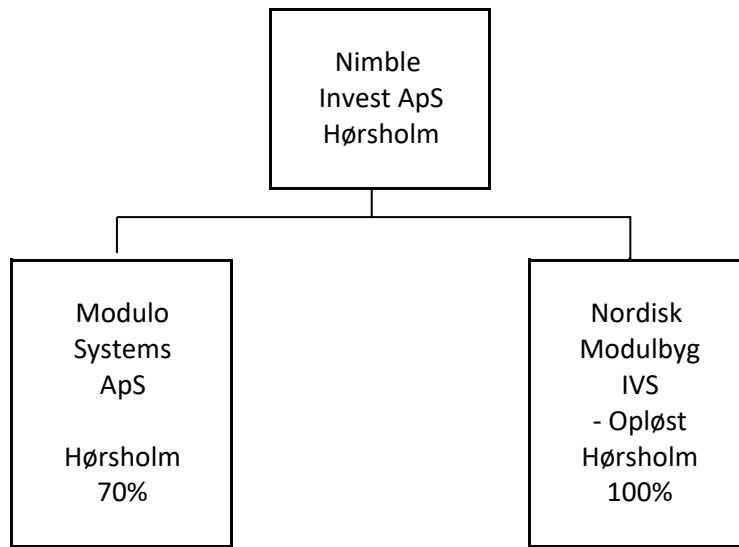 Nimble
Invest ApS
Hørsholm
Modulo
Systems
ApS
Hørsholm
70%
Nordisk
Modulbyg
IVS
- Opløst
Hørsholm
100%